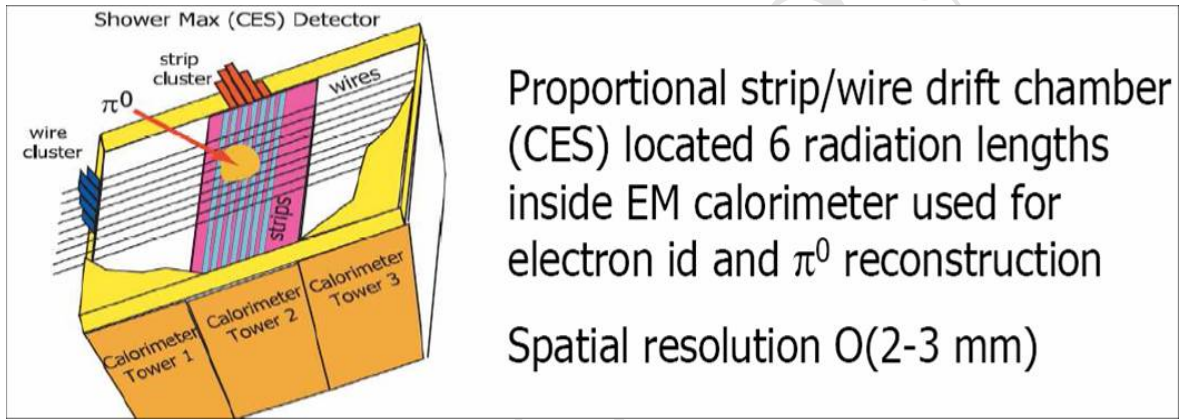 Shower Max (CES) Detector
strip
cluster
wires
π⁰
wire
cluster
strips
Calorimeter
Tower 1
Calorimeter
Tower 2
Calorimeter
Tower 3
Proportional strip/wire drift chamber
(CES) located 6 radiation lengths
inside EM calorimeter used for
electron id and π⁰ reconstruction
Spatial resolution O(2-3 mm)